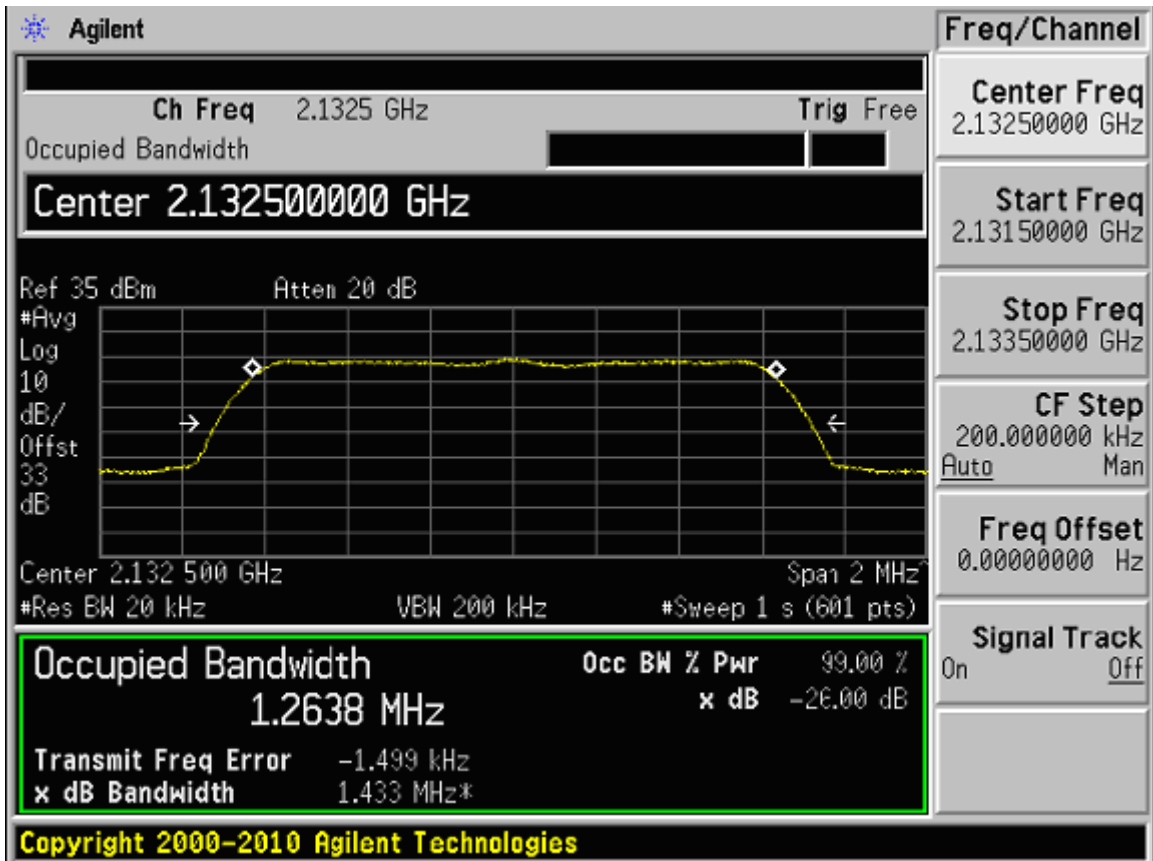 Agilent
Freq/Channel
Ch Freq 2.1325 GHz Trig Free
Occupied Bandwidth
Center 2.132500000 GHz
Ref 35 dBm Atten 20 dB
#Avg
Log
10
dB/
Offst
33
dB
Center 2.132 500 GHz Span 2 MHz
#Res BW 20 kHz VBW 200 kHz #Sweep 1 s (601 pts)
Occupied Bandwidth
1.2638 MHz
Occ BW % Pwr 99.00 %
x dB -26.00 dB
Transmit Freq Error -1.499 kHz
x dB Bandwidth 1.433 MHz*
Copyright 2000-2010 Agilent Technologies
Center Freq
2.13250000 GHz
Start Freq
2.13150000 GHz
Stop Freq
2.13350000 GHz
CF Step
200.000000 kHz
Auto Man
Freq Offset
0.00000000 Hz
Signal Track
On Off